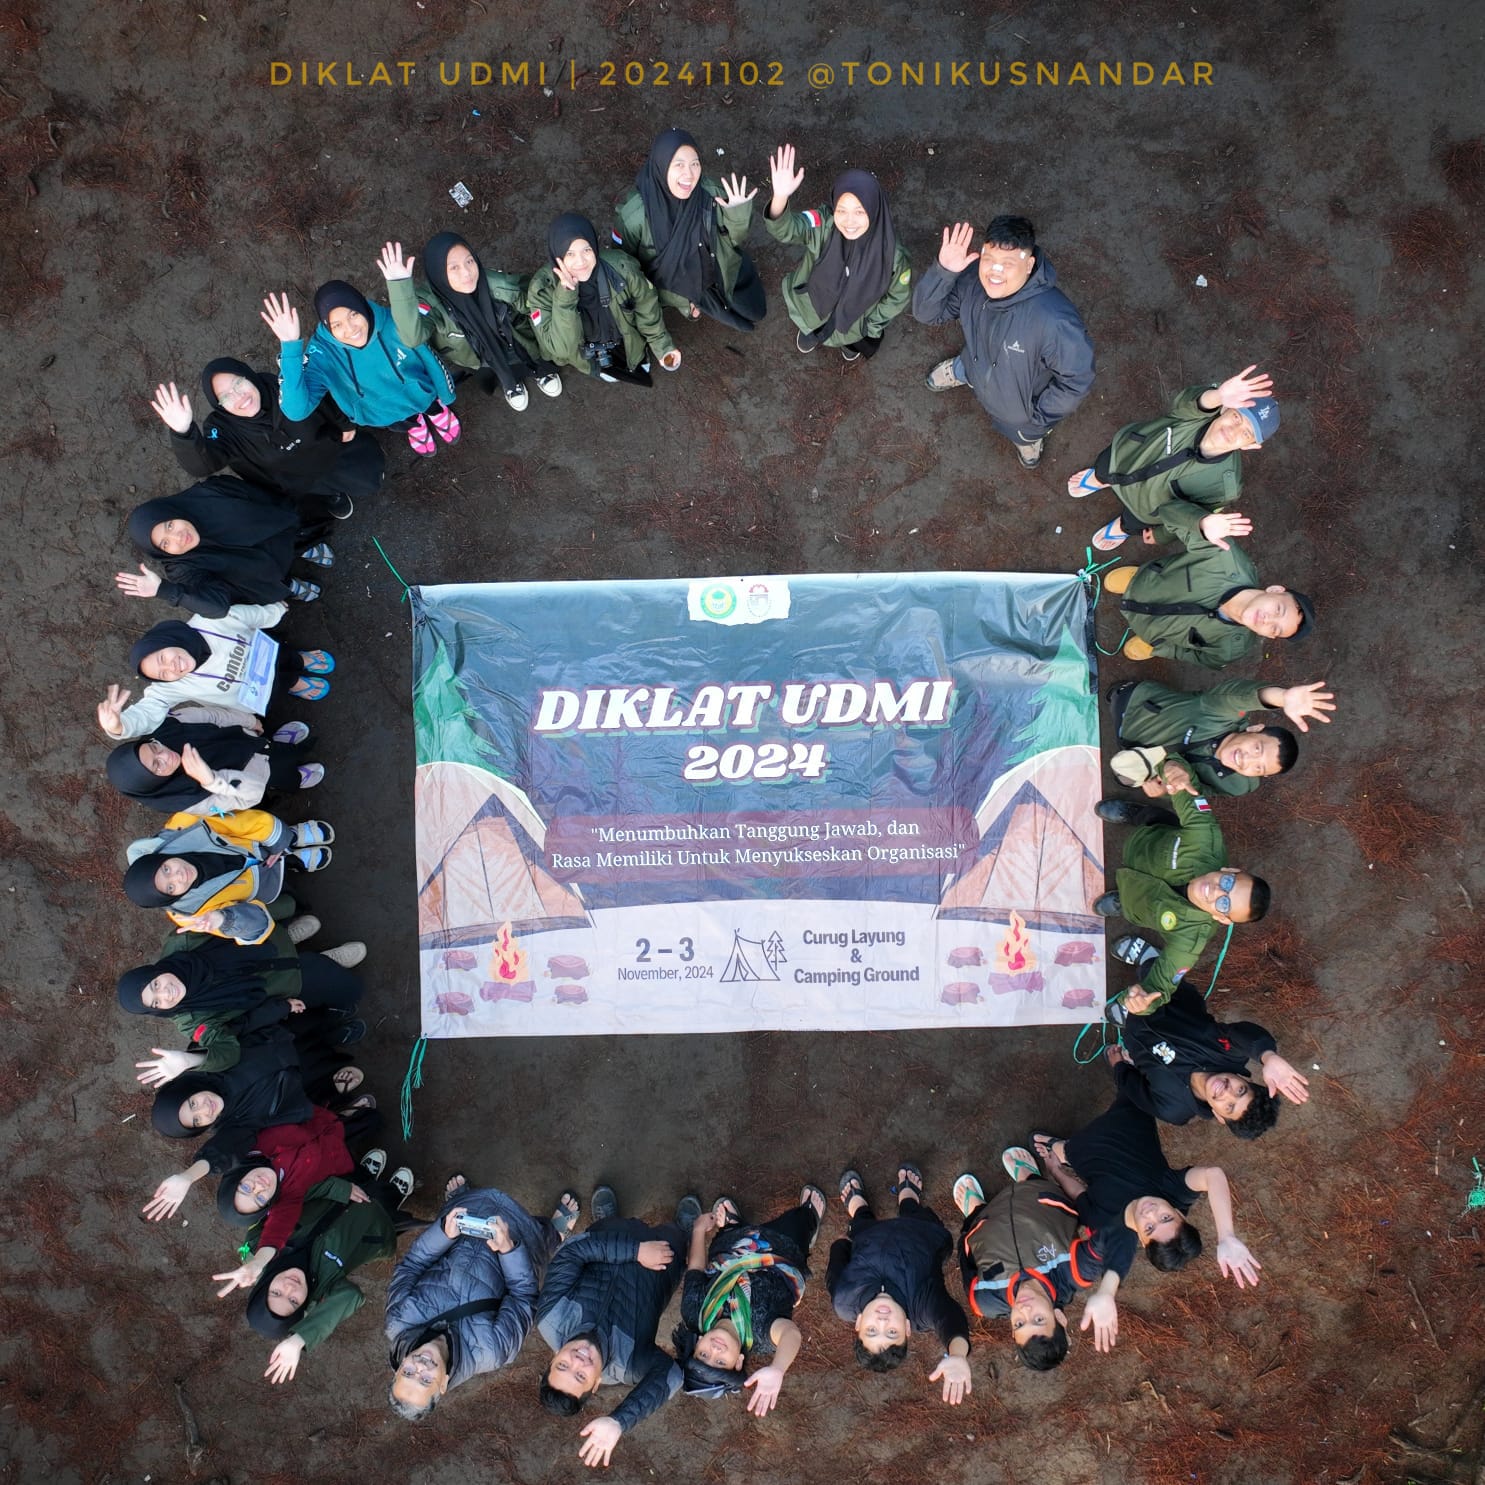 DIKLAT UDMI | 20241102 @TONIKUSNANDAR
DIKLAT UDMI
2024
"Menumbuhkan Tanggung Jawab, dan
Rasa Memiliki Untuk Menyukseskan Organisasi"
2 – 3
November, 2024
Curug Layung
&
Camping Ground
comfort